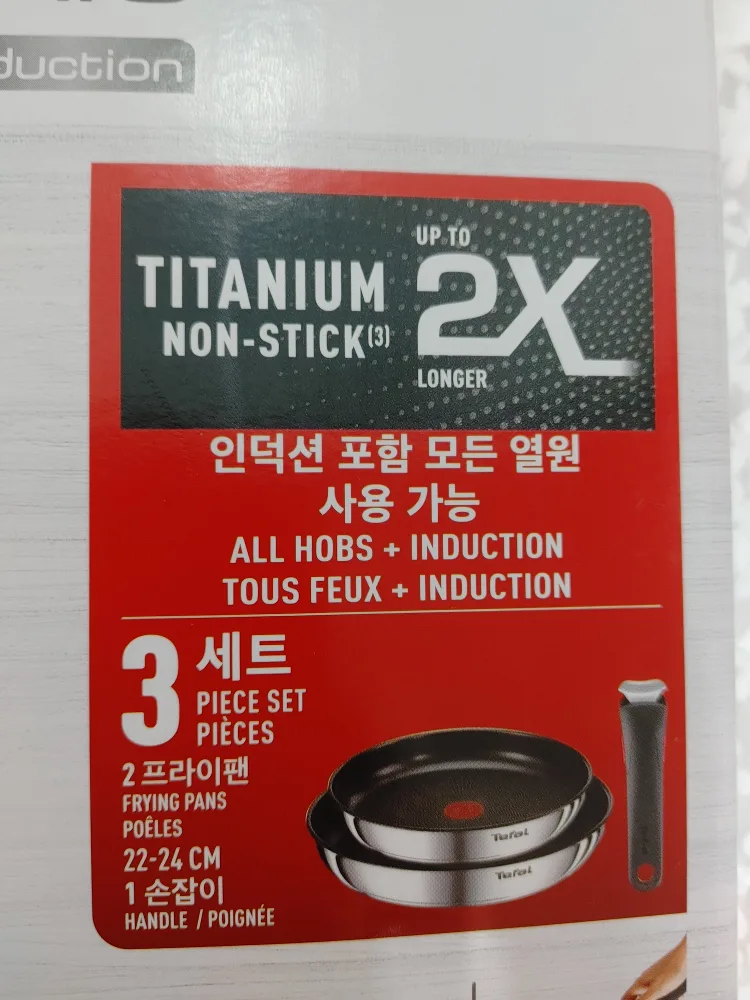 duction
TITANIUM
NON-STICK(3)
UP TO
2X
LONGER
인덕션 포함 모든 열원
사용 가능
ALL HOBS + INDUCTION
TOUS FEUX + INDUCTION
3 세트
PIECE SET
PIÈCES
2 프라이팬
FRYING PANS
POÊLES
22-24 CM
1 손잡이
HANDLE / POIGNÉE
Tefal
Tefal